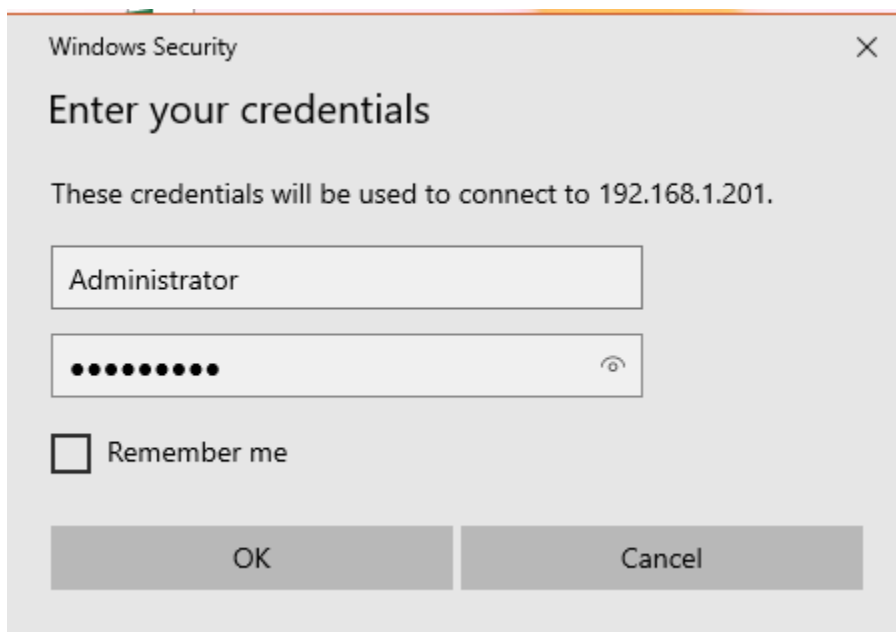 Windows Security
Enter your credentials
These credentials will be used to connect to 192.168.1.201.
Administrator
●●●●●●●●●
Remember me
OK Cancel